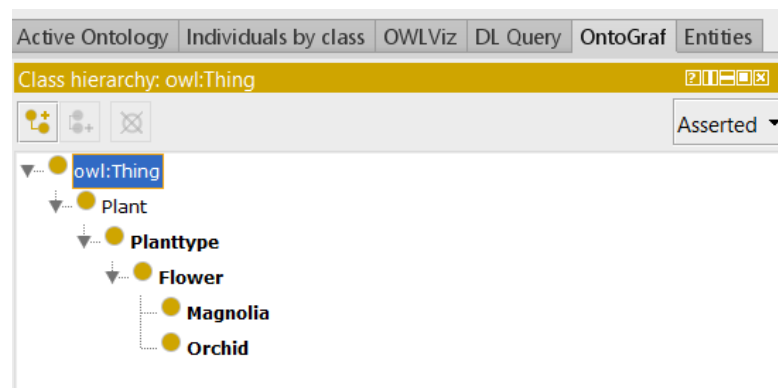 Active Ontology Individuals by class OWLViz DL Query OntoGraf Entities
Class hierarchy: owl:Thing
Asserted
owl:Thing
Plant
Planttype
Flower
Magnolia
Orchid